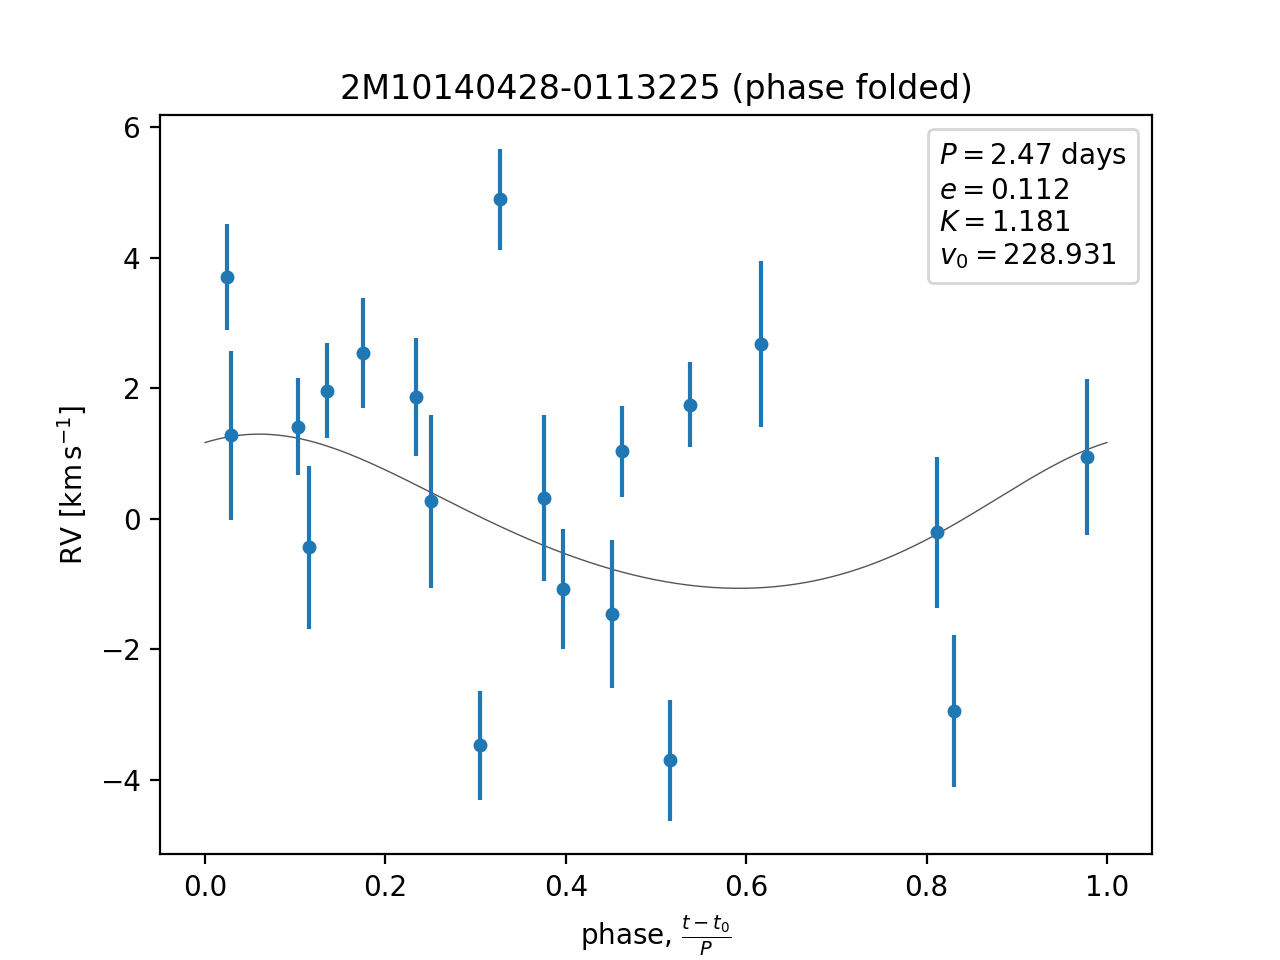 2M10140428-0113225 (phase folded)
P = 2.47 days
e = 0.112
K = 1.181
v₀ = 228.931
6
4
2
0
−2
−4
RV [km s⁻¹]
0.0 0.2 0.4 0.6 0.8 1.0
phase, (t − t₀)/P